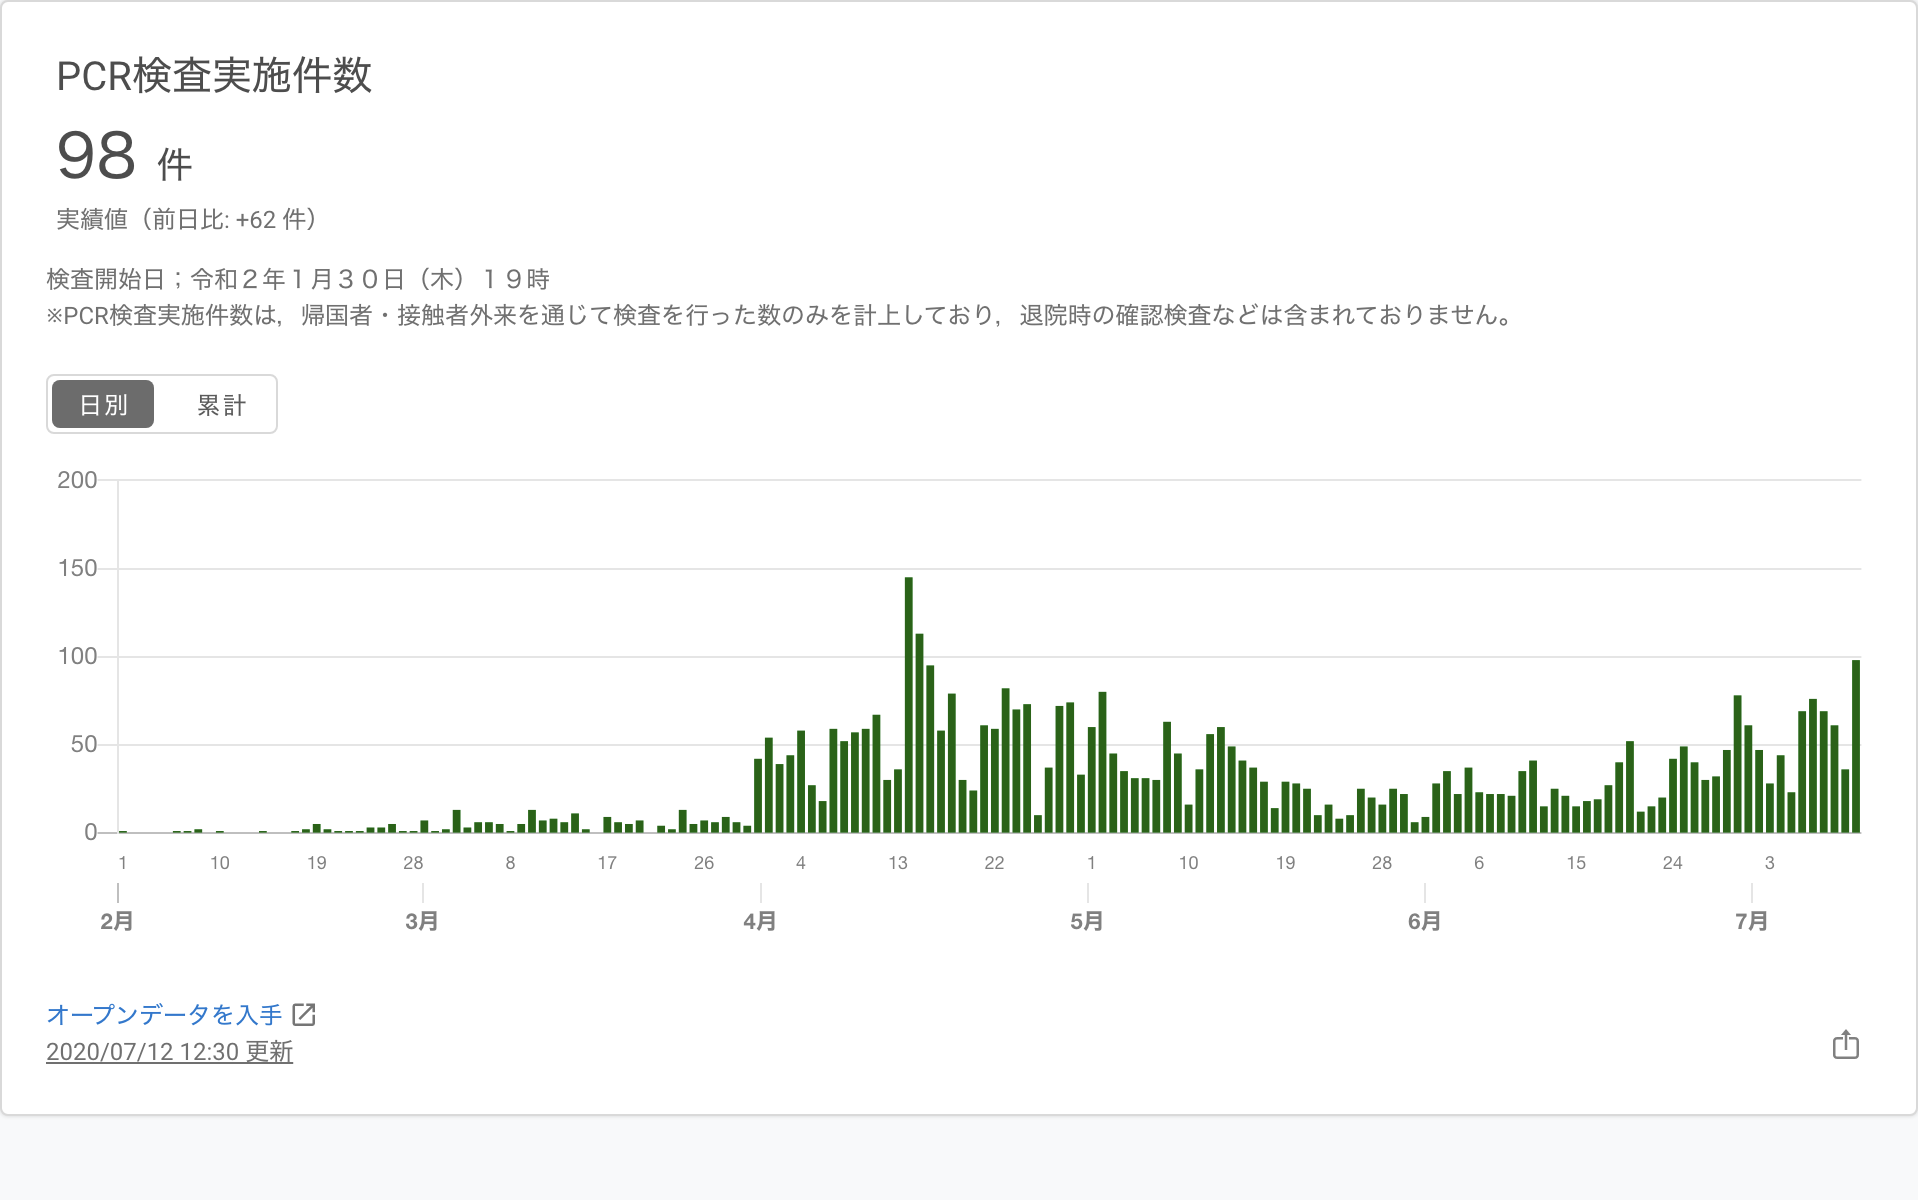 PCR検査実施件数
98 件
実績値（前日比: +62 件）
検査開始日；令和２年１月３０日（木）１９時
※PCR検査実施件数は，帰国者・接触者外来を通じて検査を行った数のみを計上しており，退院時の確認検査などは含まれておりません。
日別 累計
200
150
100
50
0
1 10 19 28 8 17 26 4 13 22 1 10 19 28 6 15 24 3
2月 3月 4月 5月 6月 7月
オープンデータを入手
2020/07/12 12:30 更新